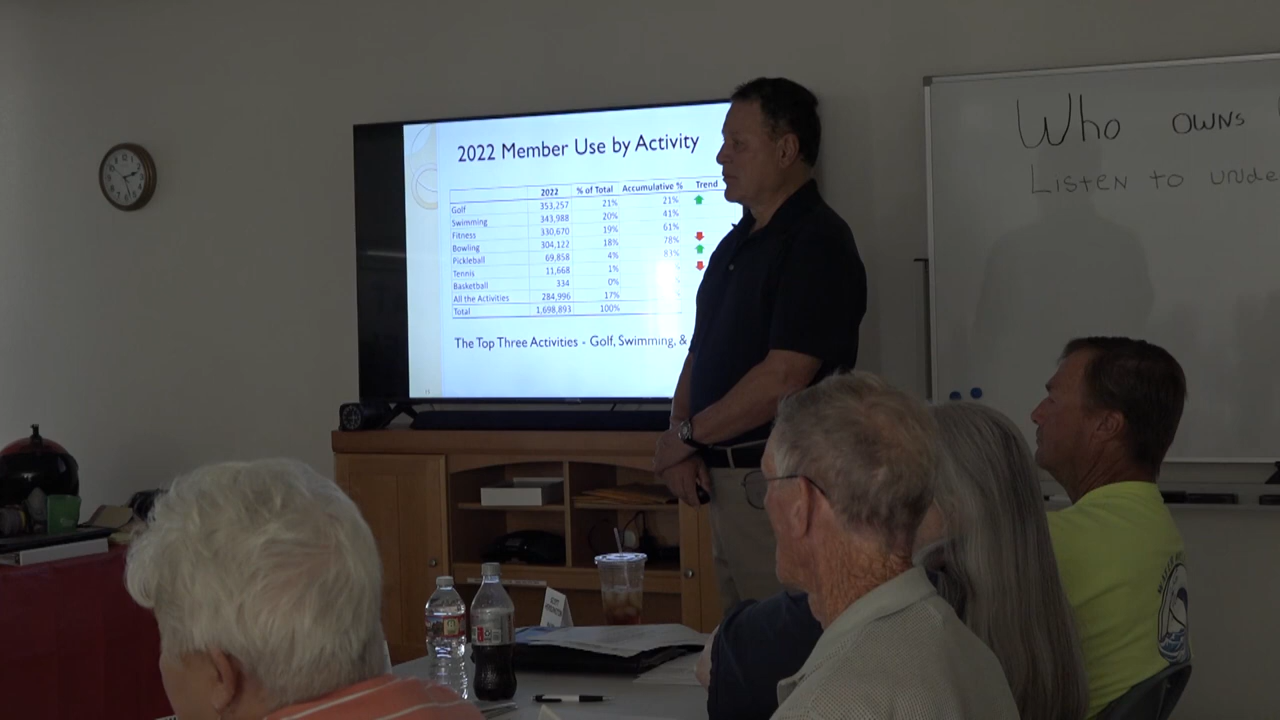 2022 Member Use by Activity
2022 % of Total Accumulative % Trend
Golf 353,257 21% 21%
Swimming 343,988 20% 41%
Fitness 330,670 19% 61%
Bowling 304,122 18% 78%
Pickleball 69,858 4% 83%
Tennis 11,668 1%
Basketball 334 0%
All the Activities 284,996 17%
Total 1,698,893 100%
The Top Three Activities - Golf, Swimming, &
Who OWNS
LISTEN TO UNDE